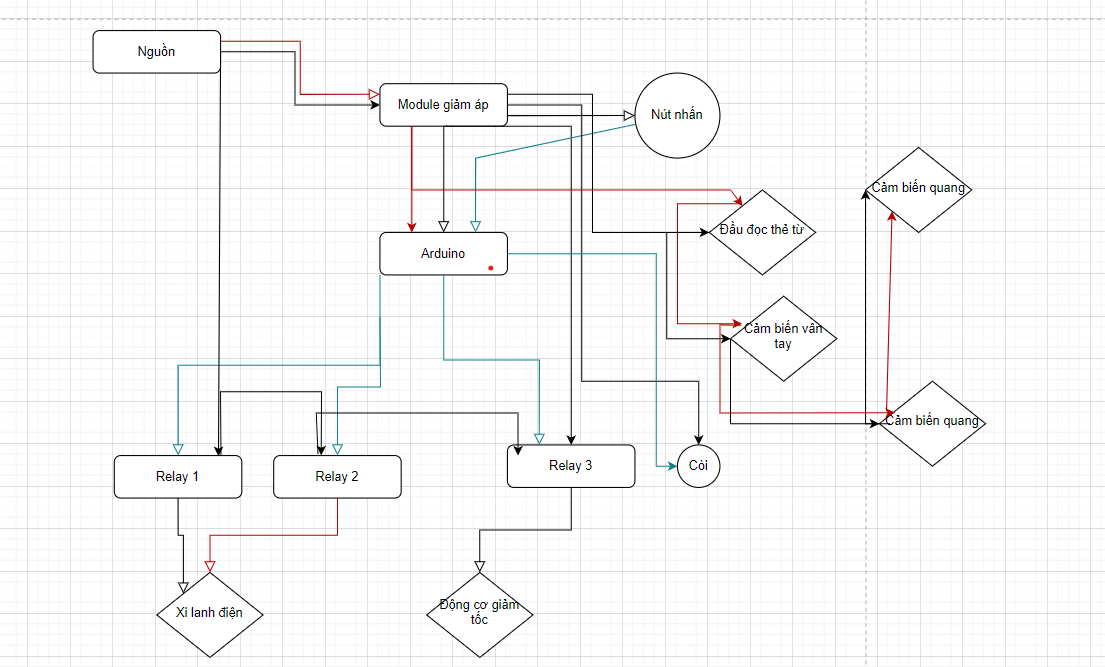 Nguồn
Module giảm áp
Nút nhấn
Cảm biến quang
Đầu đọc thẻ từ
Arduino
Cảm biến vân
tay
Cảm biến quang
Relay 1
Relay 2
Relay 3
Còi
Xi lanh điện
Động cơ giảm
tốc